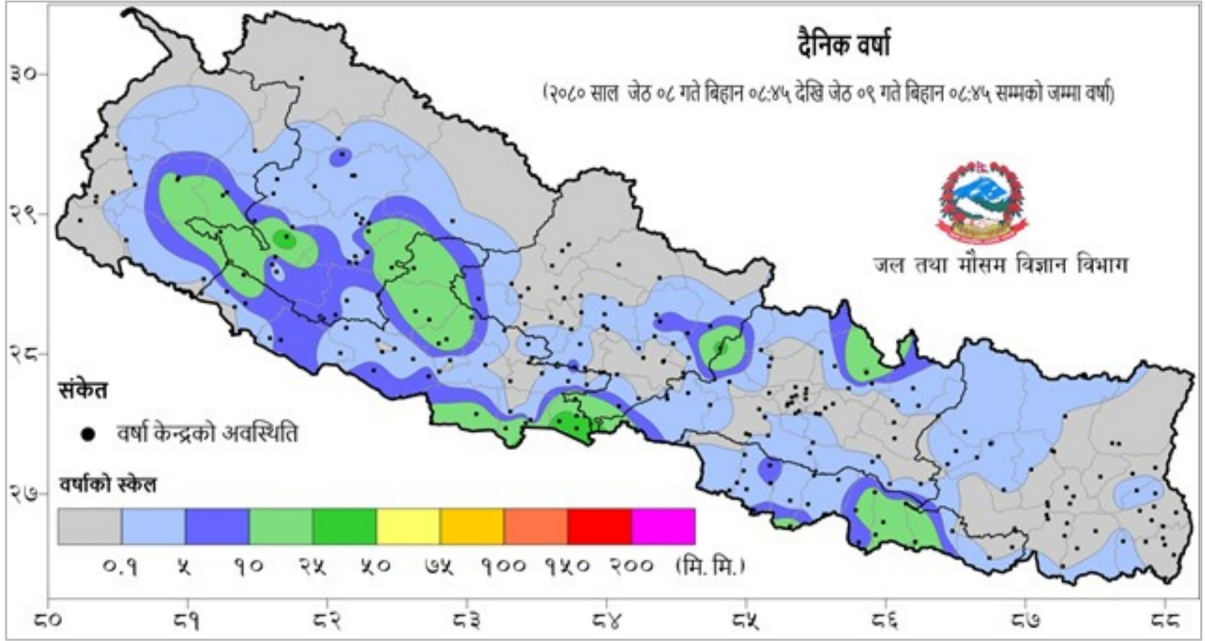 दैनिक वर्षा
(२०८० साल जेठ ०८ गते बिहान ०८:४५ देखि जेठ ०९ गते बिहान ०८:४५ सम्मको जम्मा वर्षा)
जल तथा मौसम विज्ञान विभाग
३०
२९
२८
२७
संकेत
वर्षा केन्द्रको अवस्थिति
वर्षाको स्केल
०.१ ५ १० २५ ५० ७५ १०० १५० २०० (मि. मि.)
८० ८१ ८२ ८३ ८४ ८५ ८६ ८७ ८८